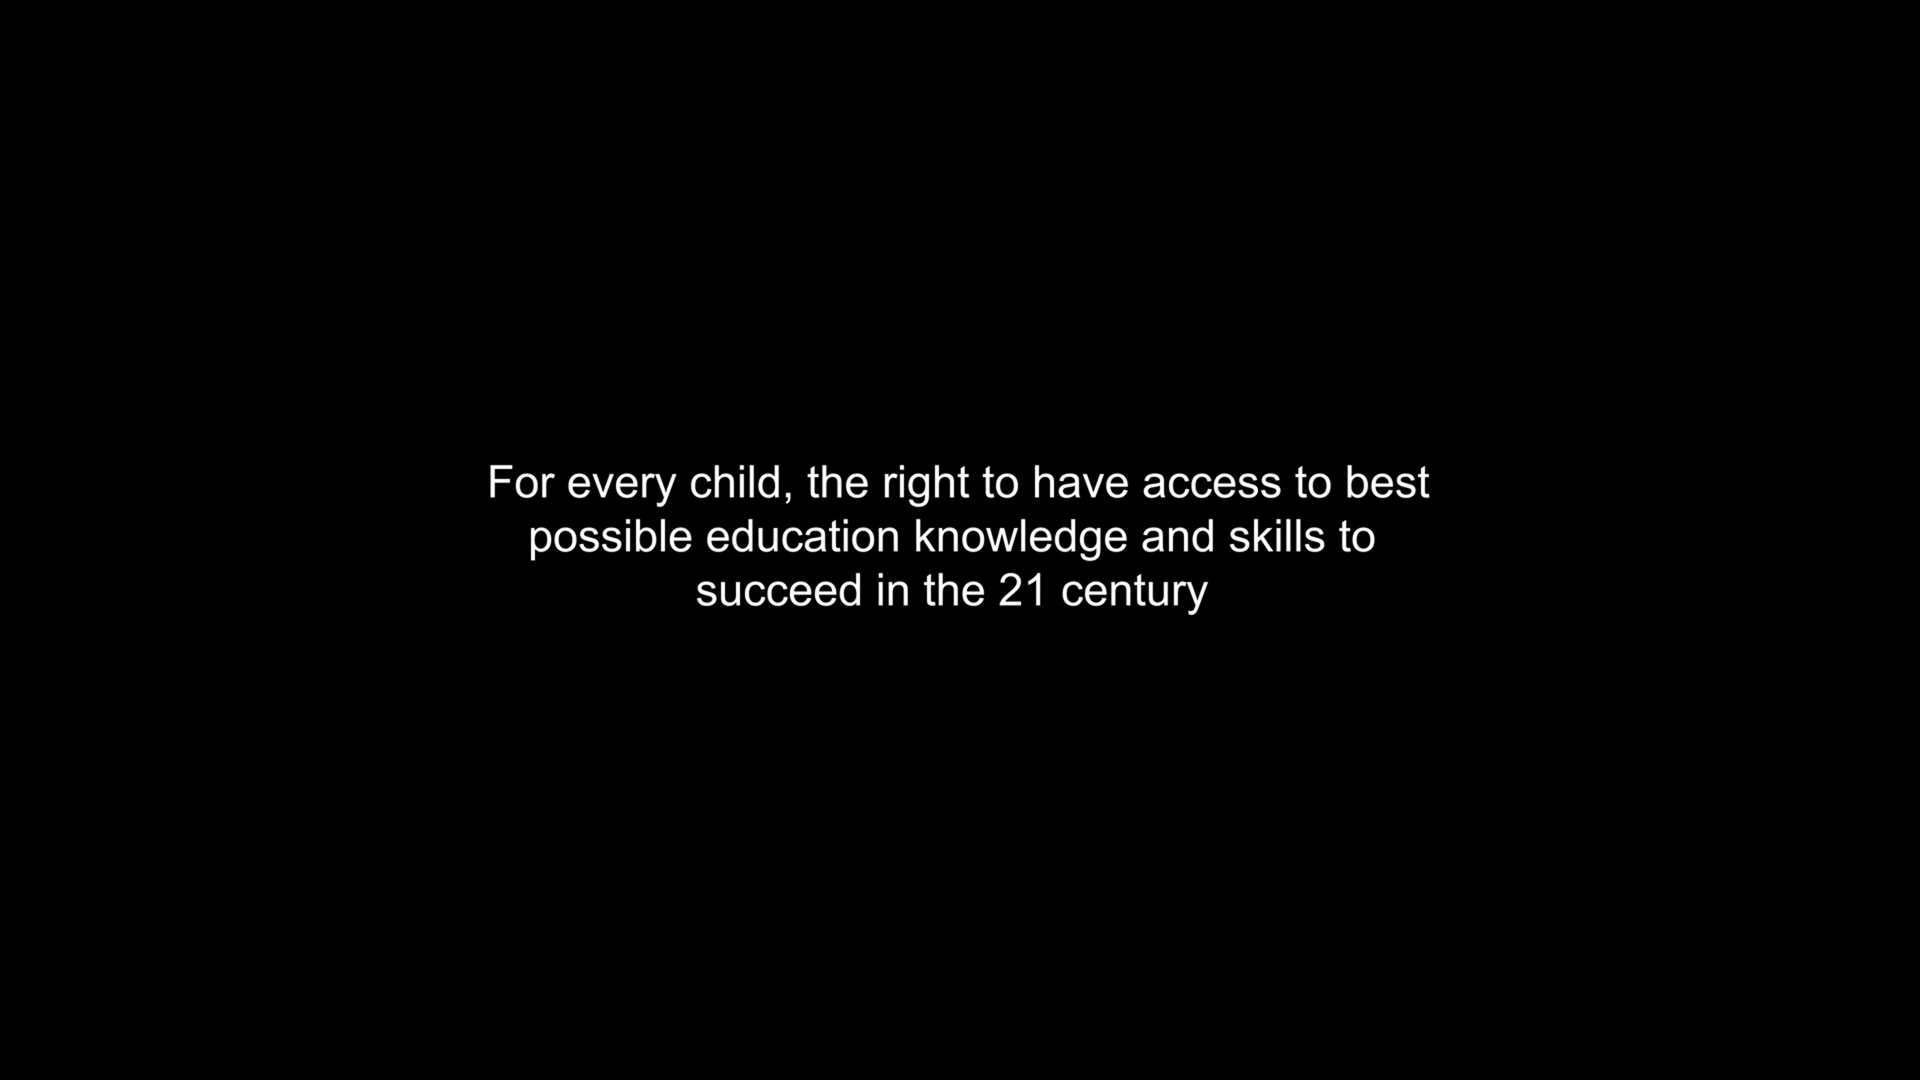 For every child, the right to have access to best
possible education knowledge and skills to
succeed in the 21 century